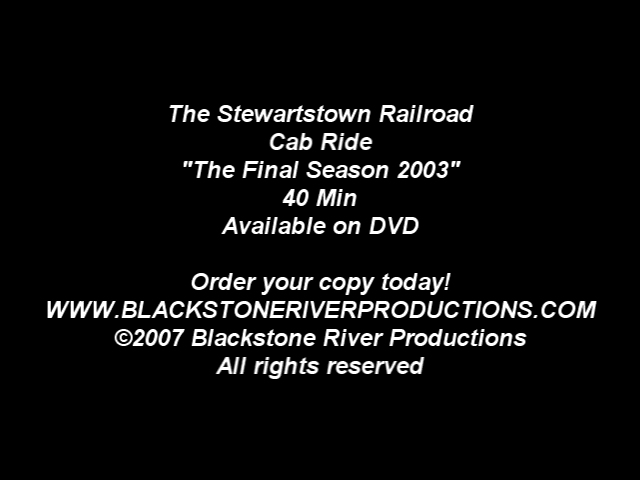 The Stewartstown Railroad
Cab Ride
"The Final Season 2003"
40 Min
Available on DVD
Order your copy today!
WWW.BLACKSTONERIVERPRODUCTIONS.COM
©2007 Blackstone River Productions
All rights reserved